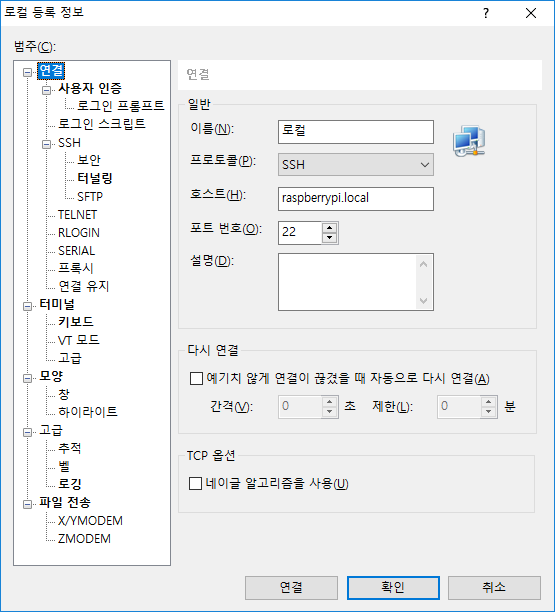 로컬 등록 정보
?
범주(C):
연결
사용자 인증
로그인 프롬프트
로그인 스크립트
SSH
보안
터널링
SFTP
TELNET
RLOGIN
SERIAL
프록시
연결 유지
터미널
키보드
VT 모드
고급
모양
창
하이라이트
고급
추적
벨
로깅
파일 전송
X/YMODEM
ZMODEM
연결
일반
이름(N): 로컬
프로토콜(P): SSH
호스트(H): raspberrypi.local
포트 번호(O): 22
설명(D):
다시 연결
예기치 않게 연결이 끊겼을 때 자동으로 다시 연결(A)
간격(V): 0 초 제한(L): 0 분
TCP 옵션
네이글 알고리즘을 사용(U)
연결 확인 취소